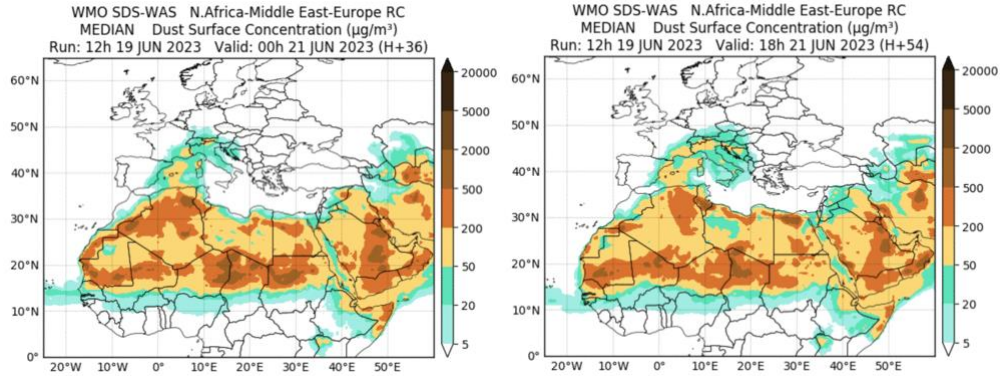 WMO SDS-WAS N.Africa-Middle East-Europe RC
MEDIAN Dust Surface Concentration (µg/m³)
Run: 12h 19 JUN 2023 Valid: 00h 21 JUN 2023 (H+36)
60°N
50°N
40°N
30°N
20°N
10°N
0°
20°W
10°W
0°
10°E
20°E
30°E
40°E
50°E
20000
5000
2000
500
200
50
20
5
WMO SDS-WAS N.Africa-Middle East-Europe RC
MEDIAN Dust Surface Concentration (µg/m³)
Run: 12h 19 JUN 2023 Valid: 18h 21 JUN 2023 (H+54)
60°N
50°N
40°N
30°N
20°N
10°N
0°
20°W
10°W
0°
10°E
20°E
30°E
40°E
50°E
20000
5000
2000
500
200
50
20
5